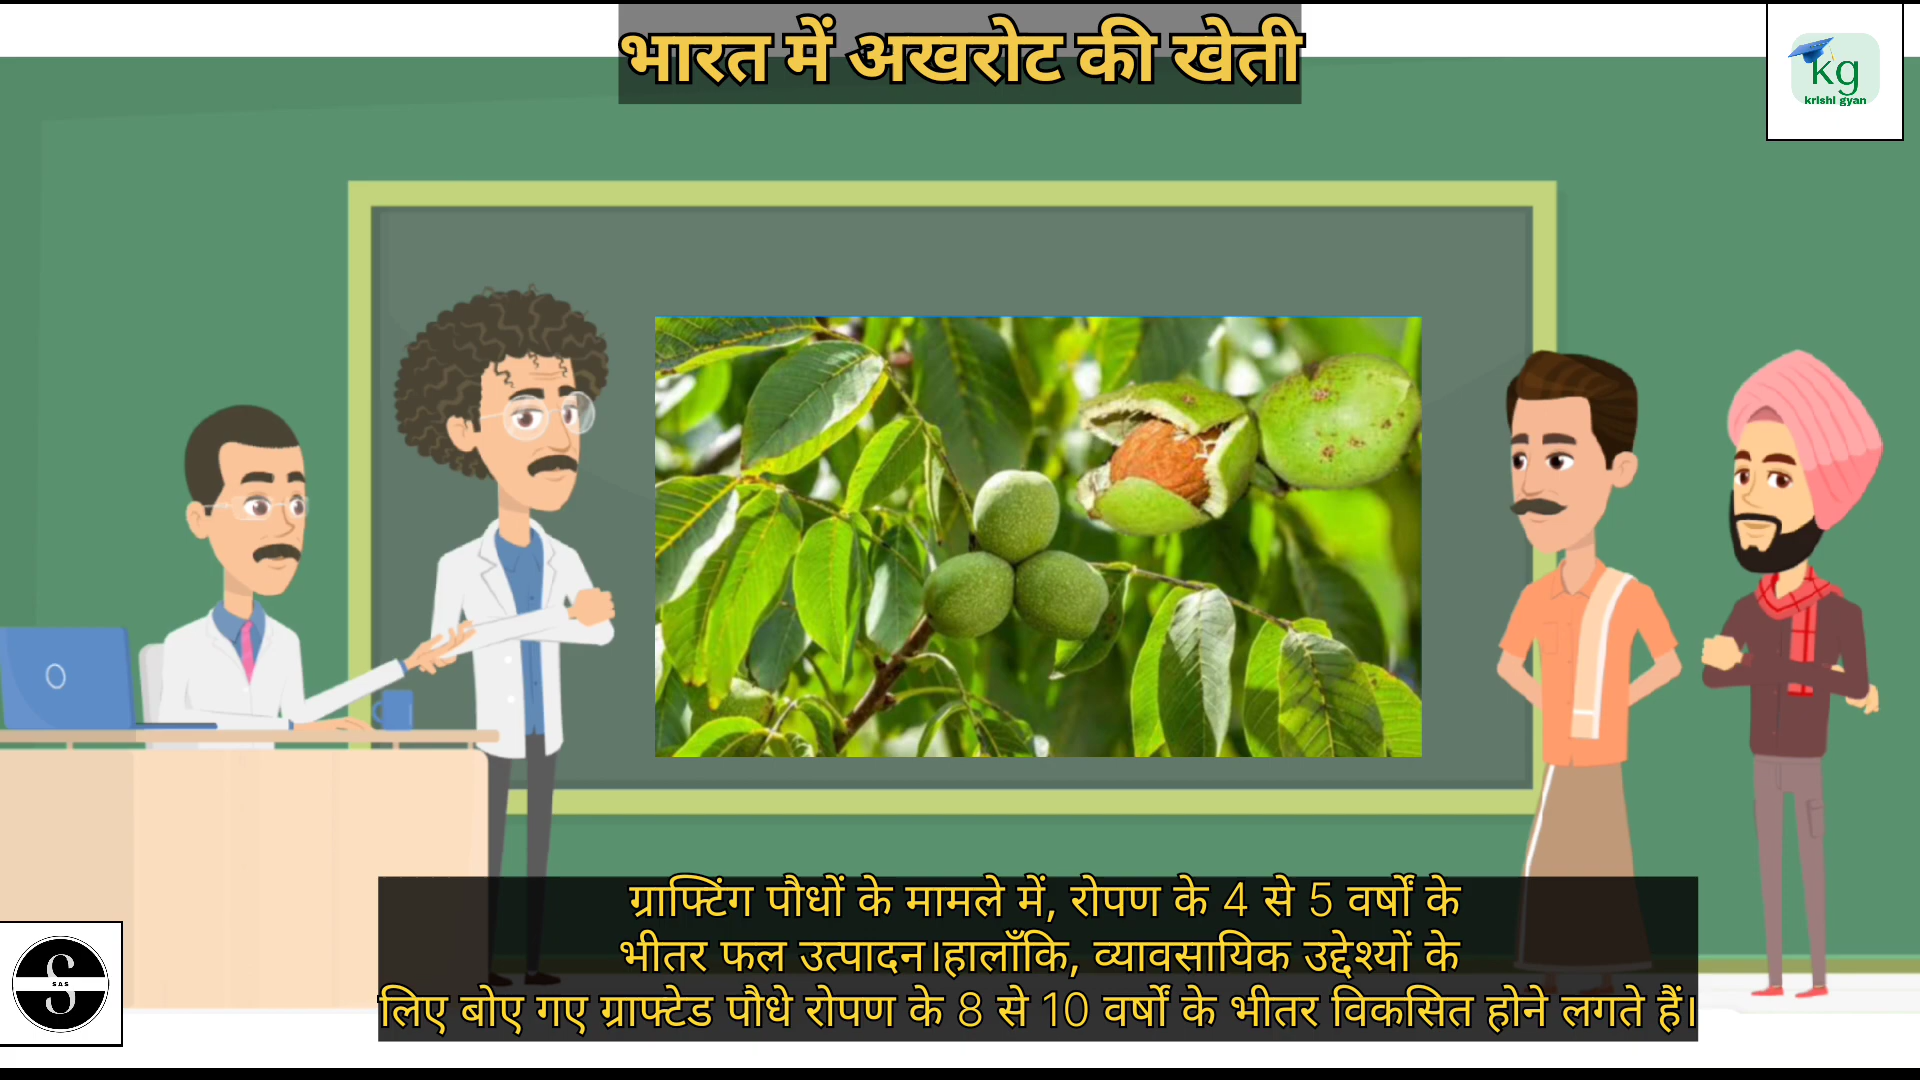 भारत में अखरोट की खेती
kg
krishi gyan
ग्राफ्टिंग पौधों के मामले में, रोपण के 4 से 5 वर्षों के
भीतर फल उत्पादन।हालाँकि, व्यावसायिक उद्देश्यों के
लिए बोए गए ग्राफ्टेड पौधे रोपण के 8 से 10 वर्षों के भीतर विकसित होने लगते हैं।
S
SAS